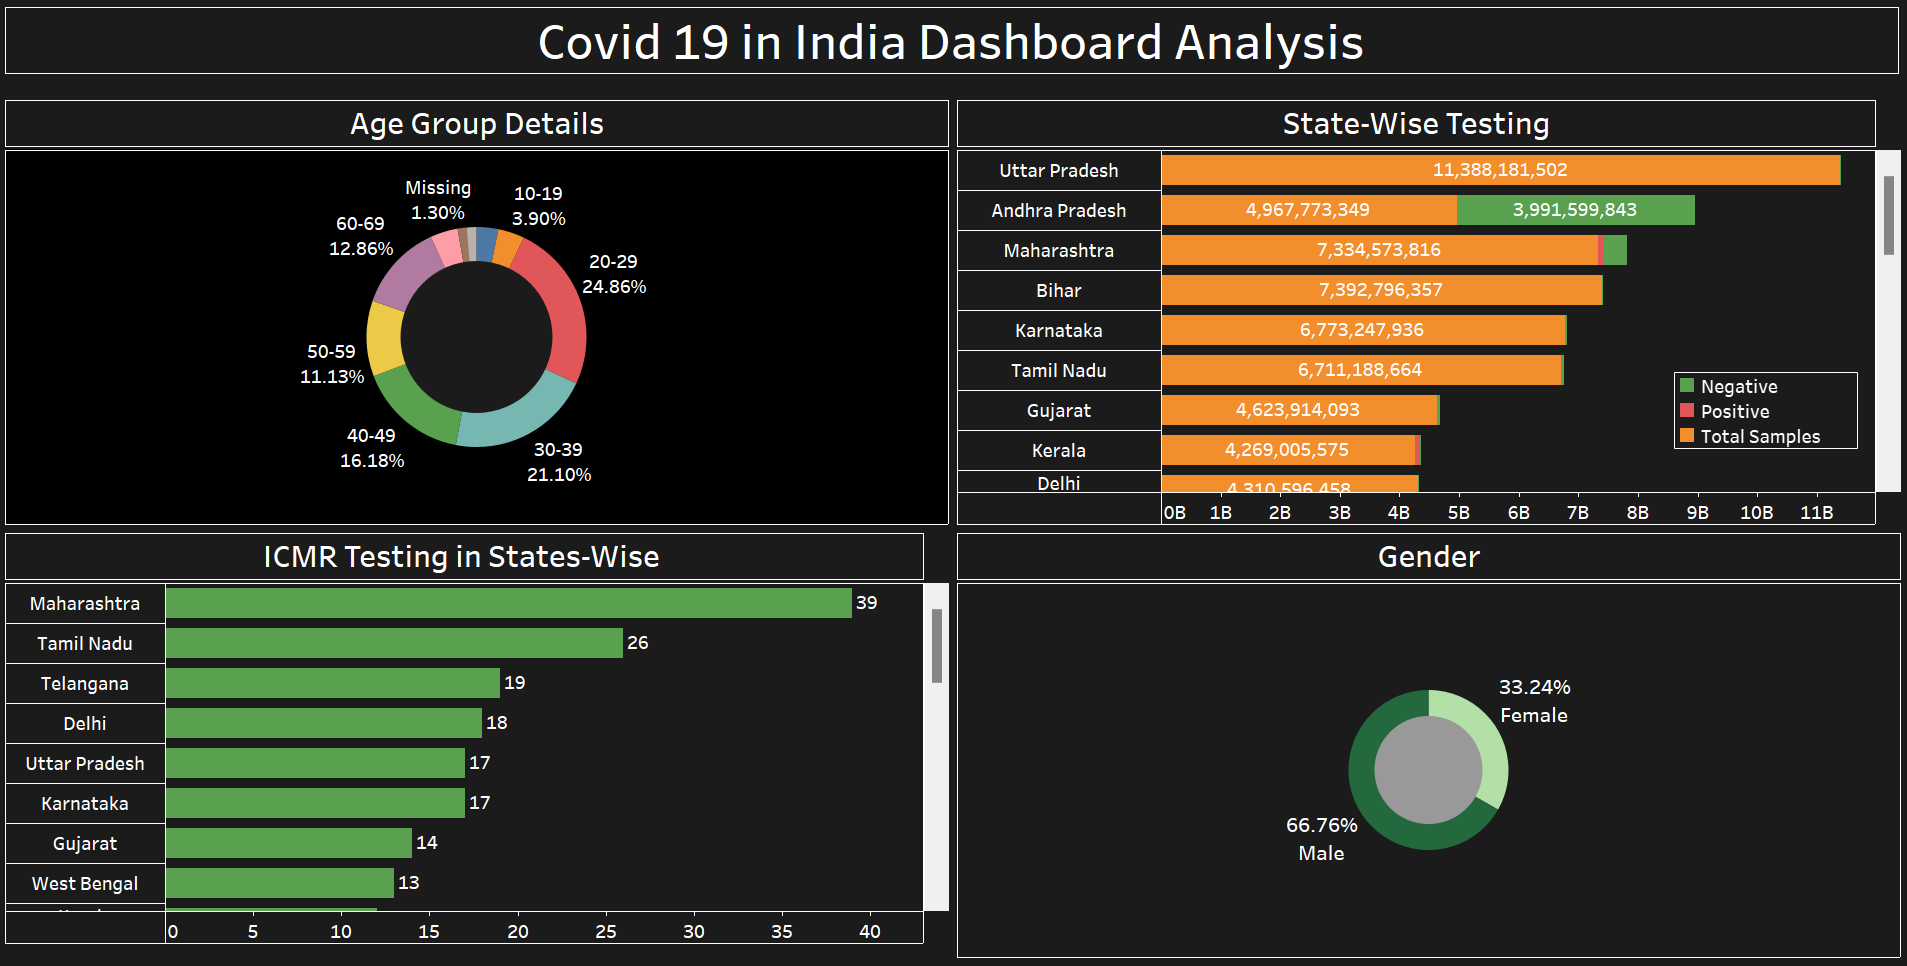 Covid 19 in India Dashboard Analysis
Age Group Details
Missing
1.30%
10-19
3.90%
60-69
12.86%
20-29
24.86%
50-59
11.13%
40-49
16.18%
30-39
21.10%
State-Wise Testing
Uttar Pradesh 11,388,181,502
Andhra Pradesh 4,967,773,349 3,991,599,843
Maharashtra 7,334,573,816
Bihar 7,392,796,357
Karnataka 6,773,247,936
Tamil Nadu 6,711,188,664
Gujarat 4,623,914,093
Kerala 4,269,005,575
Delhi 4,310,596,458
Negative
Positive
Total Samples
0B 1B 2B 3B 4B 5B 6B 7B 8B 9B 10B 11B
ICMR Testing in States-Wise
Maharashtra 39
Tamil Nadu 26
Telangana 19
Delhi 18
Uttar Pradesh 17
Karnataka 17
Gujarat 14
West Bengal 13
0 5 10 15 20 25 30 35 40
Gender
33.24%
Female
66.76%
Male